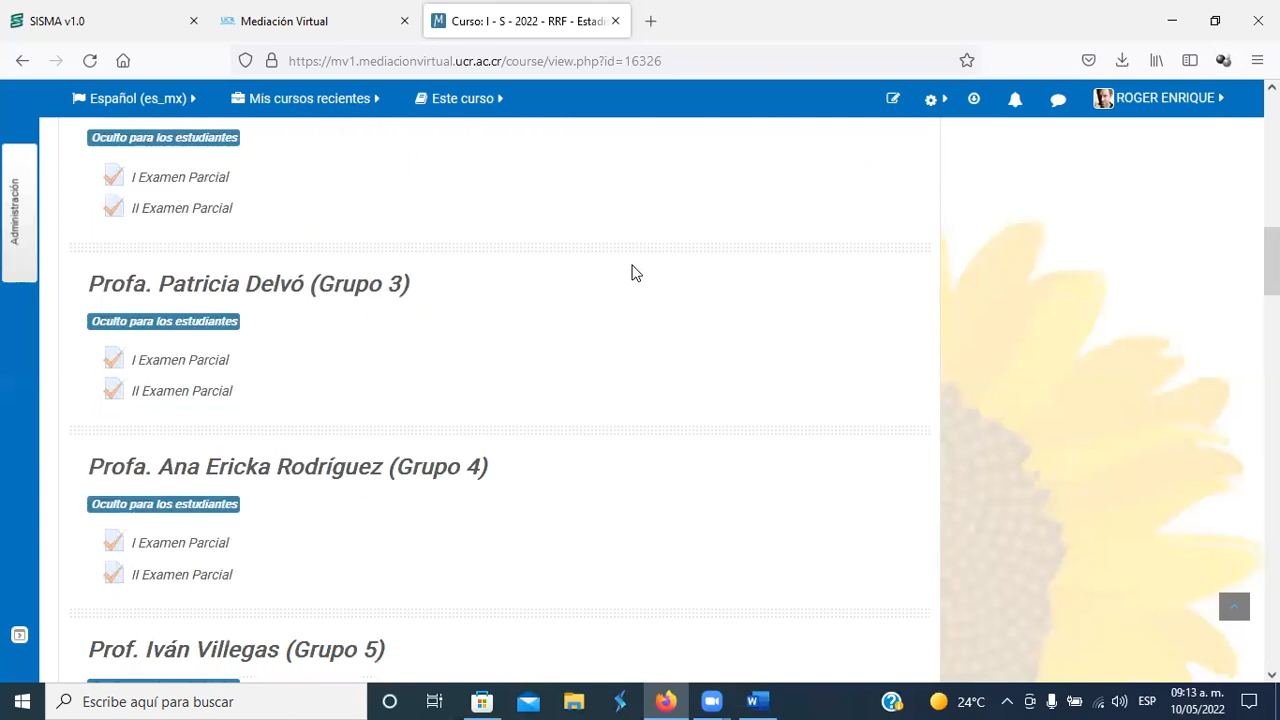 SISMA v1.0
UCR Mediación Virtual
M Curso: I - S - 2022 - RRF - Estadí
https://mv1.mediacionvirtual.ucr.ac.cr/course/view.php?id=16326
Español (es_mx)
Mis cursos recientes
Este curso
ROGER ENRIQUE
Administración
Oculto para los estudiantes
I Examen Parcial
II Examen Parcial
Profa. Patricia Delvó (Grupo 3)
Oculto para los estudiantes
I Examen Parcial
II Examen Parcial
Profa. Ana Ericka Rodríguez (Grupo 4)
Oculto para los estudiantes
I Examen Parcial
II Examen Parcial
Prof. Iván Villegas (Grupo 5)
Escribe aquí para buscar
24°C
ESP
09:13 a. m.
10/05/2022